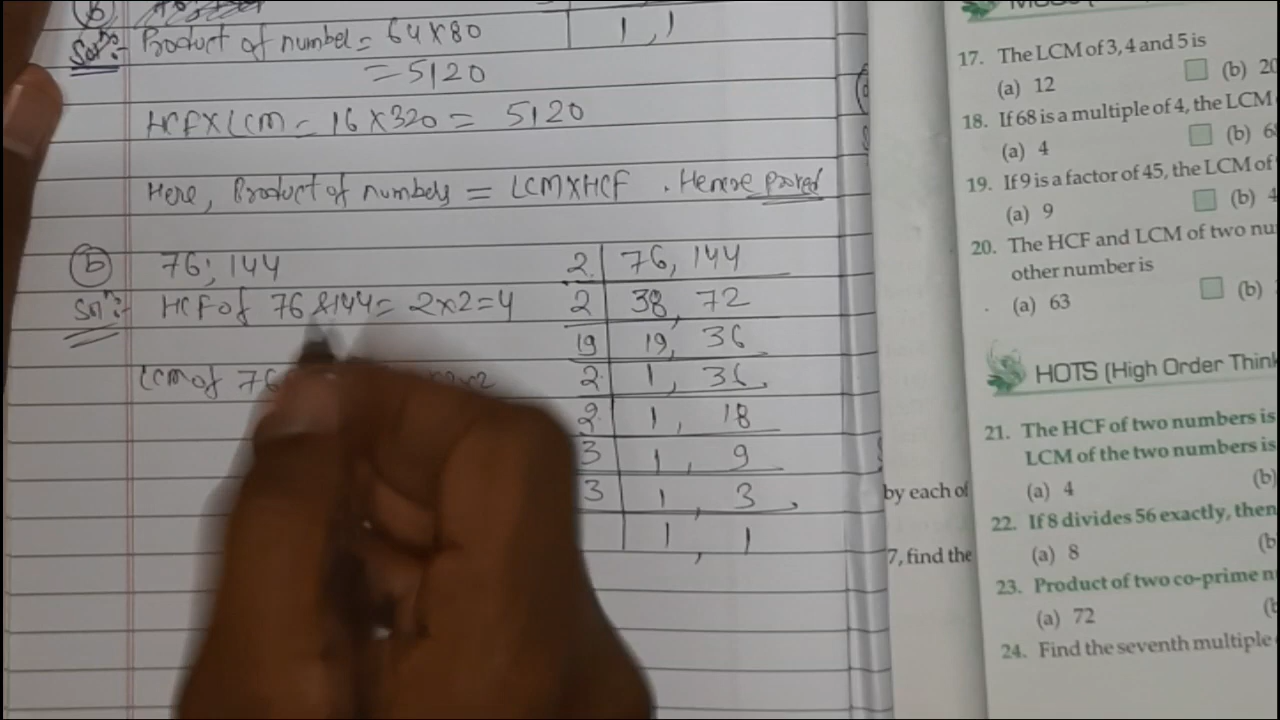 Product of number = 64×80
= 5120
HCF×LCM = 16×320 = 5120
Here, Product of numbers = LCM×HCF . Hence proved
(b) 76, 144
Soln:- HCF of 76 & 144 = 2×2=4
LCM of 76
1, 1
2 76, 144
2 38, 72
19 19, 36
2 1, 36
2 1, 18
3 1, 9
3 1, 3
1, 1
by each of
7, find the
17. The LCM of 3, 4 and 5 is
(a) 12 (b) 20
18. If 68 is a multiple of 4, the LCM
(a) 4 (b) 6
19. If 9 is a factor of 45, the LCM of
(a) 9 (b) 4
20. The HCF and LCM of two nu
other number is
(a) 63 (b)
HOTS (High Order Think
21. The HCF of two numbers is
LCM of the two numbers is
(a) 4 (b)
22. If 8 divides 56 exactly, then
(a) 8 (b
23. Product of two co-prime n
(a) 72 (b
24. Find the seventh multiple